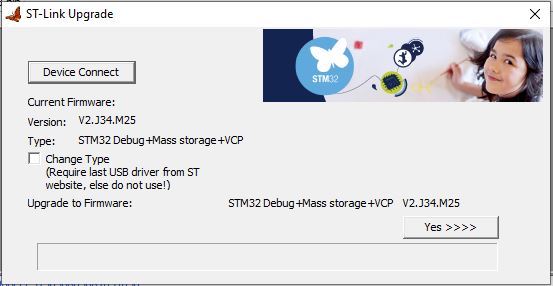 ST-Link Upgrade
Device Connect
STM32
Current Firmware:
Version: V2.J34.M25
Type: STM32 Debug+Mass storage+VCP
Change Type
(Require last USB driver from ST
website, else do not use!)
Upgrade to Firmware: STM32 Debug+Mass storage+VCP V2.J34.M25
Yes >>>>